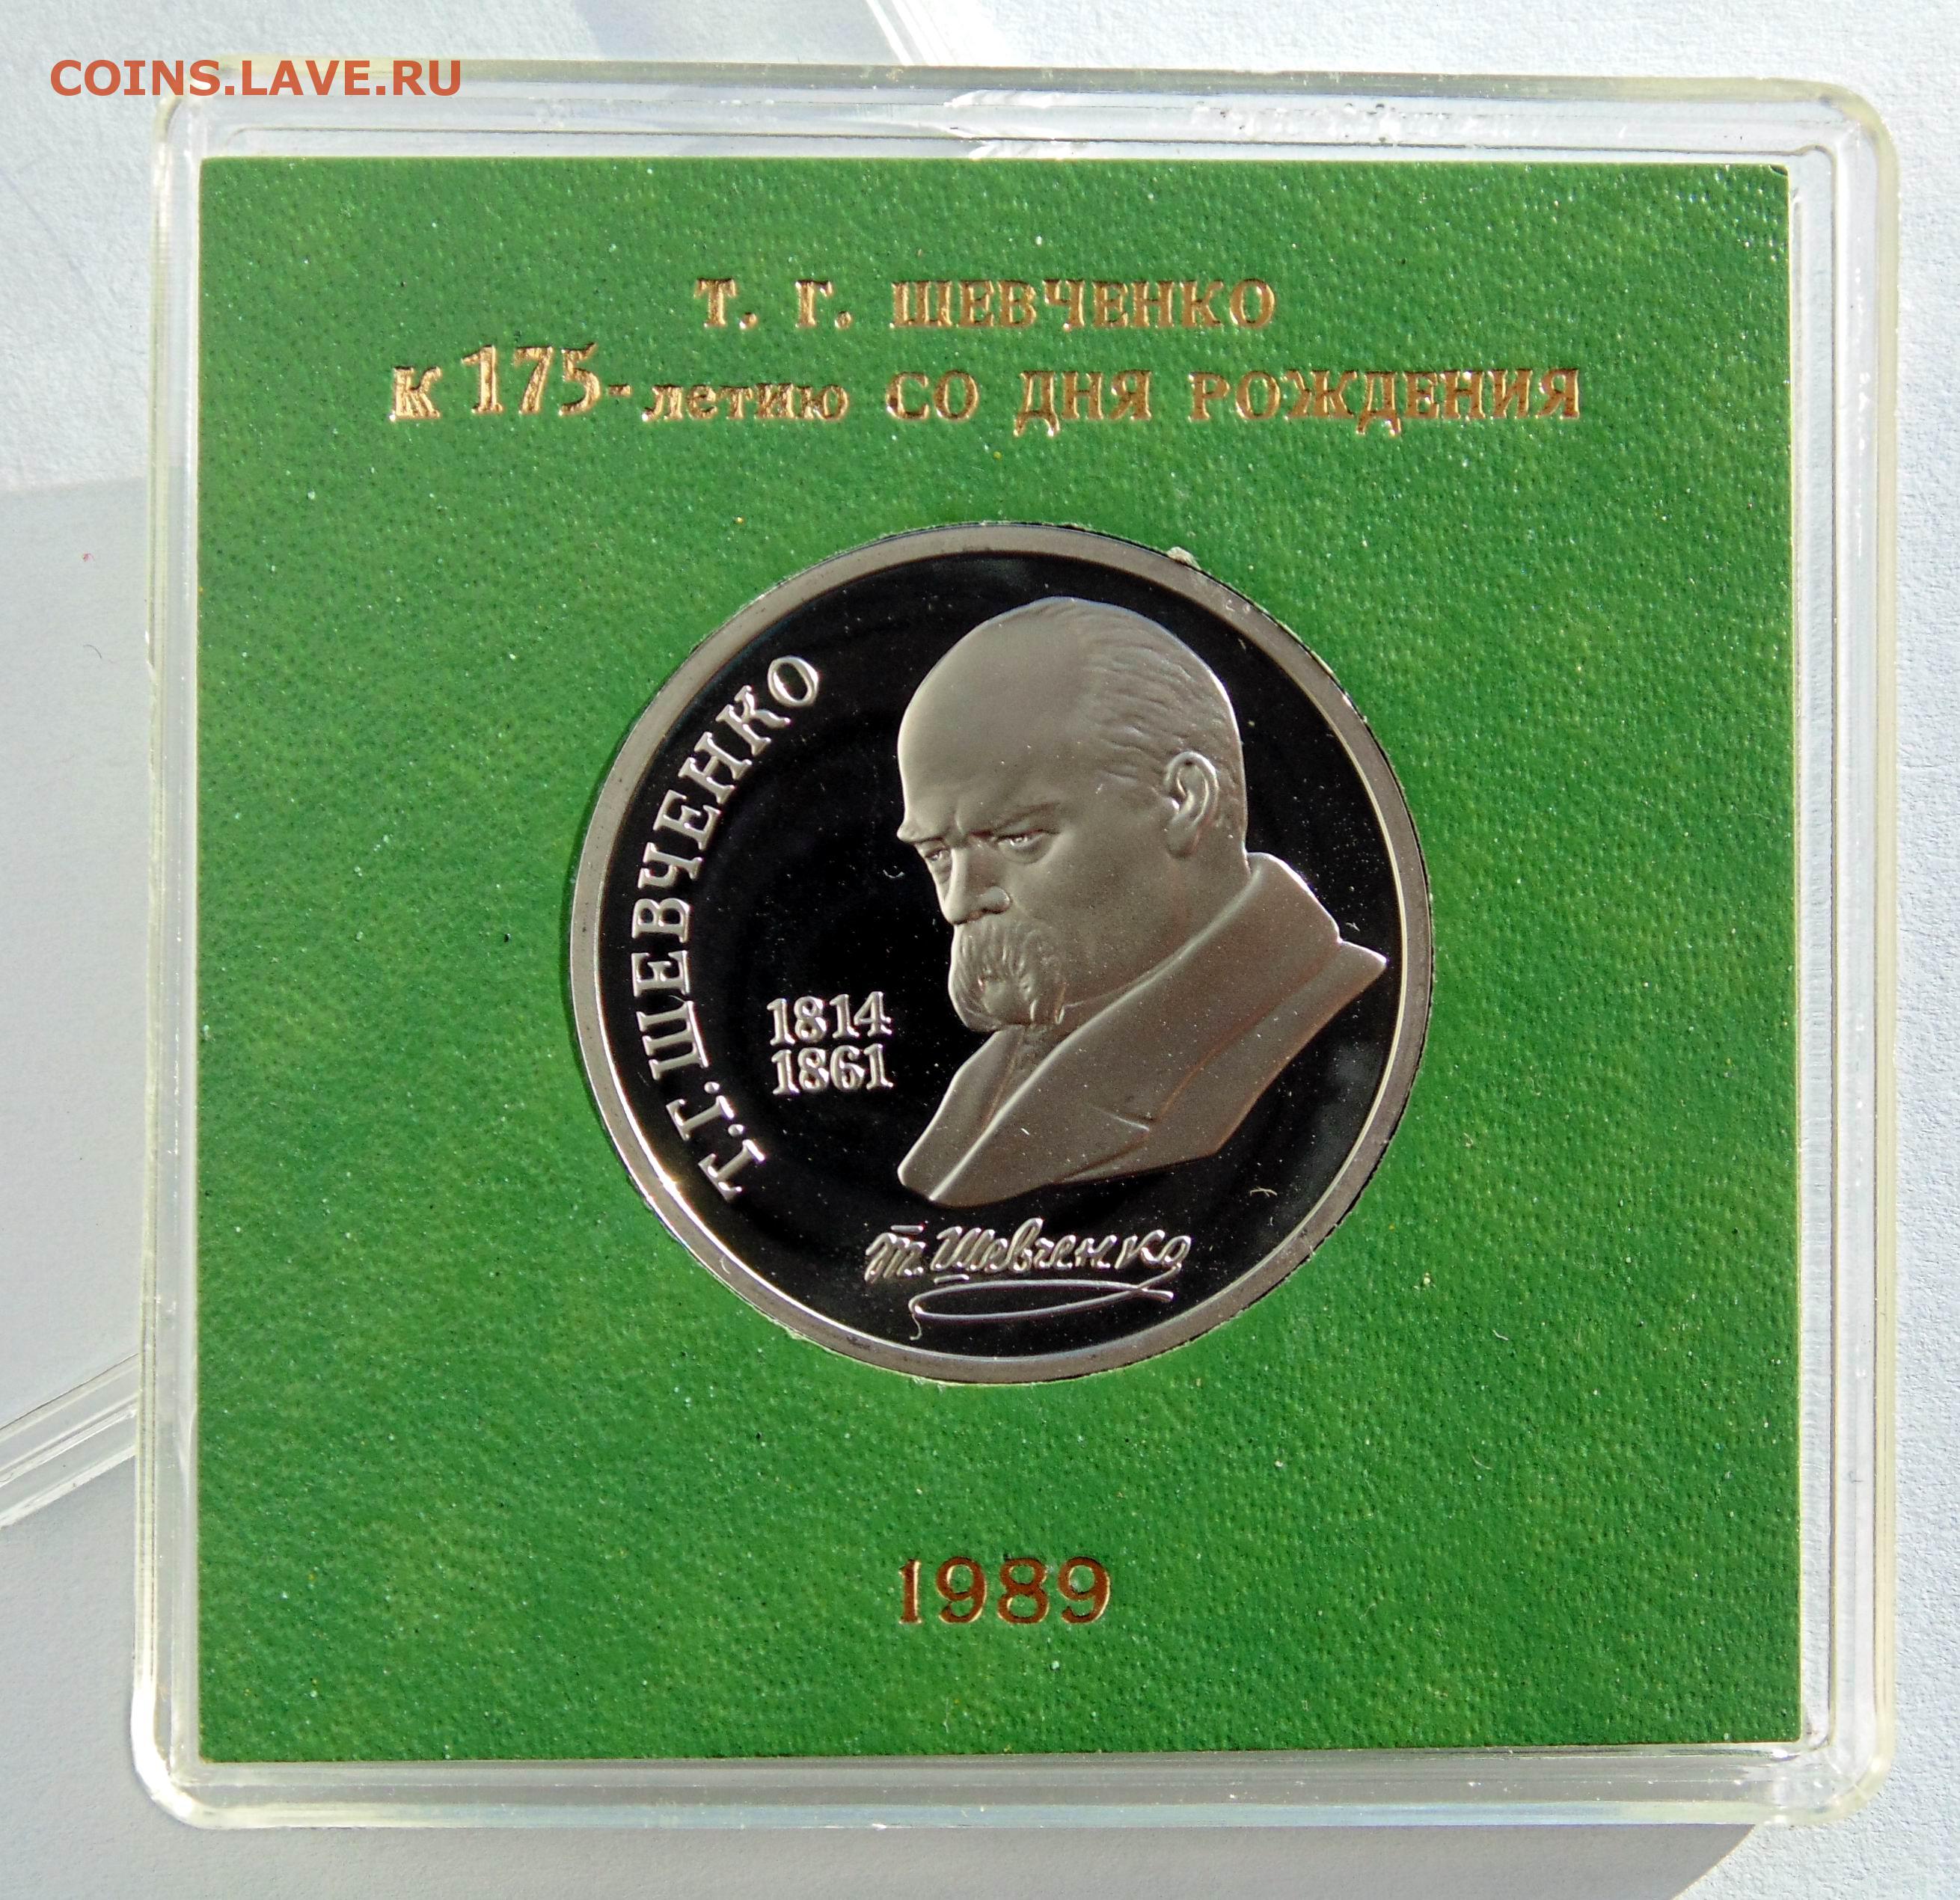 COINS.LAVE.RU
Т. Г. ШЕВЧЕНКО
К 175-летию СО ДНЯ РОЖДЕНИЯ
Т.Г.ШЕВЧЕНКО
1814
1861
Т.Шевченко
1989